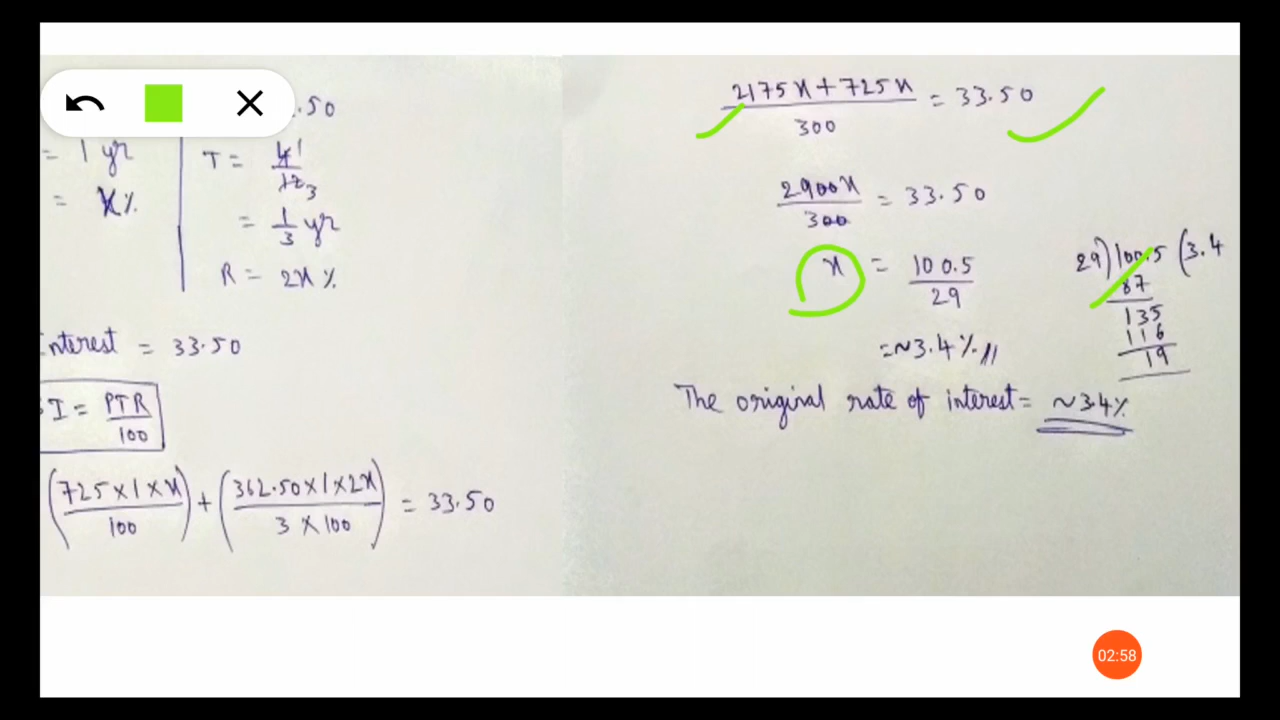 .50
= 1 yr
= x%
T = 4 1 / 12 3
= 1/3 yr
R = 2x %
Interest = 33.50
I = PTR/100
(725 x 1 x x / 100) + (362.50 x 1 x 2x / 3 x 100) = 33.50
2175x + 725x / 300 = 33.50
2900x / 300 = 33.50
x = 100.5 / 29
= ~3.4%
29)100.5(3.4
87
135
116
19
The original rate of interest = ~3.4%
02:58